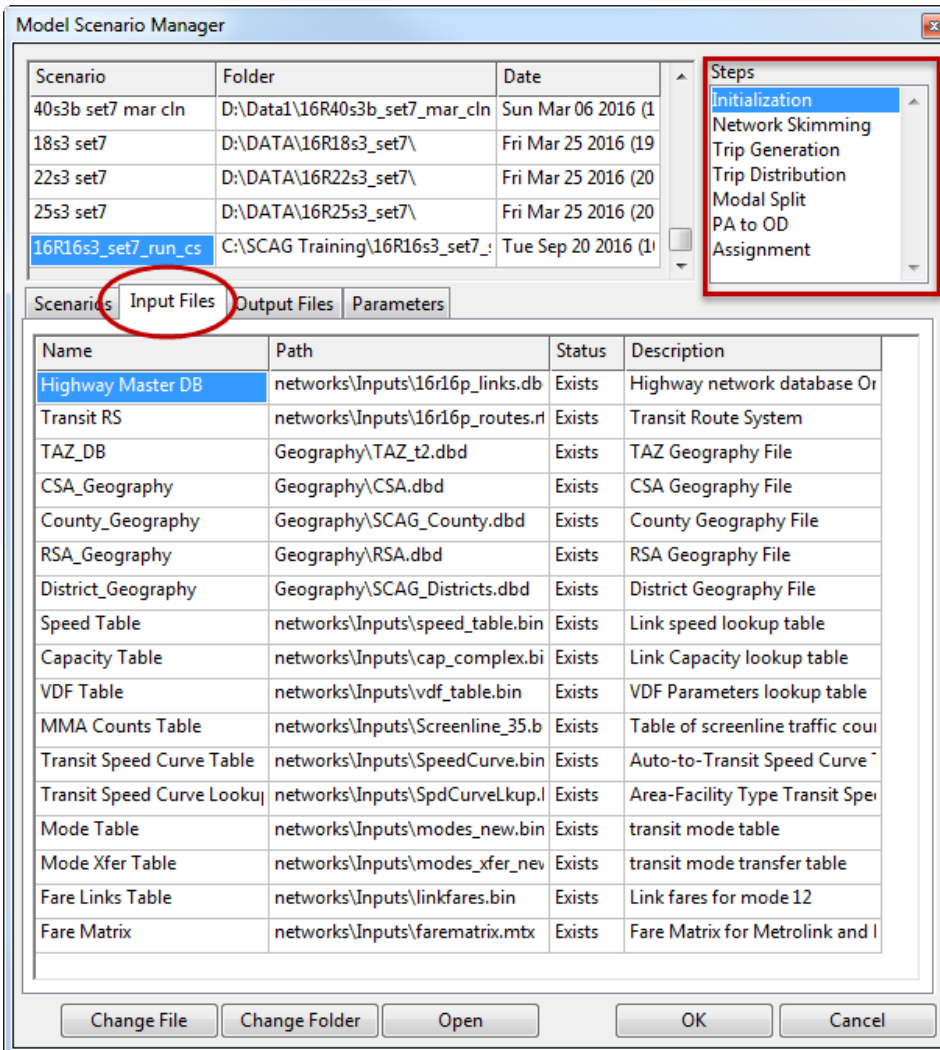 Model Scenario Manager
Scenario Folder Date
40s3b set7 mar cln D:\Data1\16R40s3b_set7_mar_cln Sun Mar 06 2016 (1
18s3 set7 D:\DATA\16R18s3_set7\ Fri Mar 25 2016 (19
22s3 set7 D:\DATA\16R22s3_set7\ Fri Mar 25 2016 (20
25s3 set7 D:\DATA\16R25s3_set7\ Fri Mar 25 2016 (20
16R16s3_set7_run_cs C:\SCAG Training\16R16s3_set7_ Tue Sep 20 2016 (1
Steps
Initialization
Network Skimming
Trip Generation
Trip Distribution
Modal Split
PA to OD
Assignment
Scenarios Input Files Output Files Parameters
Name Path Status Description
Highway Master DB networks\Inputs\16r16p_links.db Exists Highway network database Or
Transit RS networks\Inputs\16r16p_routes.r Exists Transit Route System
TAZ_DB Geography\TAZ_t2.dbd Exists TAZ Geography File
CSA_Geography Geography\CSA.dbd Exists CSA Geography File
County_Geography Geography\SCAG_County.dbd Exists County Geography File
RSA_Geography Geography\RSA.dbd Exists RSA Geography File
District_Geography Geography\SCAG_Districts.dbd Exists District Geography File
Speed Table networks\Inputs\speed_table.bin Exists Link speed lookup table
Capacity Table networks\Inputs\cap_complex.bi Exists Link Capacity lookup table
VDF Table networks\Inputs\vdf_table.bin Exists VDF Parameters lookup table
MMA Counts Table networks\Inputs\Screenline_35.b Exists Table of screenline traffic cou
Transit Speed Curve Table networks\Inputs\SpeedCurve.bin Exists Auto-to-Transit Speed Curve
Transit Speed Curve Looku networks\Inputs\SpdCurveLkup. Exists Area-Facility Type Transit Spe
Mode Table networks\Inputs\modes_new.bin Exists transit mode table
Mode Xfer Table networks\Inputs\modes_xfer_nev Exists transit mode transfer table
Fare Links Table networks\Inputs\linkfares.bin Exists Link fares for mode 12
Fare Matrix networks\Inputs\farematrix.mtx Exists Fare Matrix for Metrolink and
Change File Change Folder Open OK Cancel